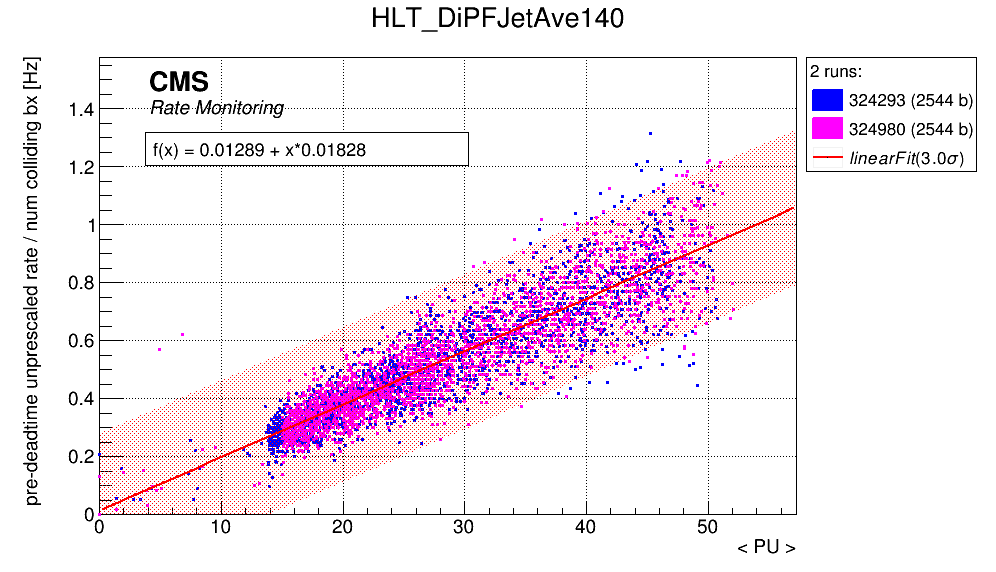 HLT_DiPFJetAve140
pre-deadtime unprescaled rate / num colliding bx [Hz]
CMS
Rate Monitoring
f(x) = 0.01289 + x*0.01828
2 runs:
324293 (2544 b)
324980 (2544 b)
linearFit(3.0σ)
1.4
1.2
1
0.8
0.6
0.4
0.2
0
0 10 20 30 40 50
< PU >